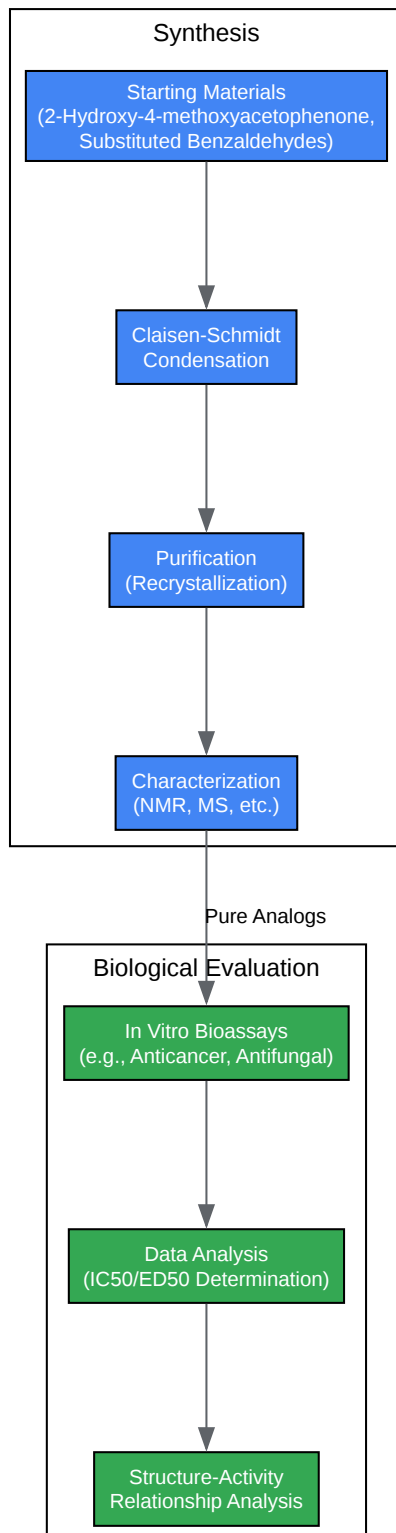 Synthesis
Starting Materials
(2-Hydroxy-4-methoxyacetophenone,
Substituted Benzaldehydes)
Claisen-Schmidt
Condensation
Purification
(Recrystallization)
Characterization
(NMR, MS, etc.)
Pure Analogs
Biological Evaluation
In Vitro Bioassays
(e.g., Anticancer, Antifungal)
Data Analysis
(IC50/ED50 Determination)
Structure-Activity
Relationship Analysis